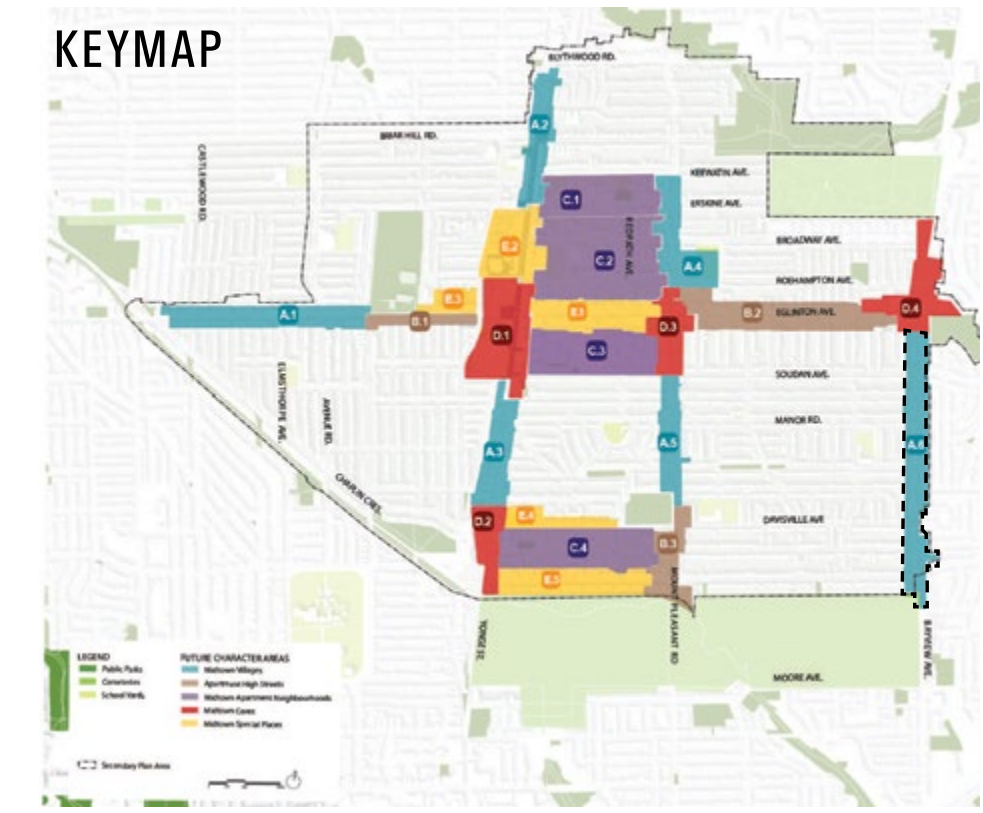 KEYMAP
BLYTHWOOD RD.
A.2
BRIAR HILL RD.
CASTLEWOOD RD.
KEEWATIN AVE.
C.1
ERSKINE AVE.
REDPATH AVE.
BROADWAY AVE.
E.2
C.2
A.4
ROEHAMPTON AVE.
E.3
A.1
B.1
E.1
B.2
EGLINTON AVE.
D.4
D.1
D.3
C.3
SOUDAN AVE.
ELMSTHORPE AVE.
AVENUE RD.
MANOR RD.
A.3
A.5
A.6
CHAPLIN CRES.
D.2
E.4
DAVISVILLE AVE
C.4
B.3
E.5
MOUNT PLEASANT RD
YONGE ST.
BAYVIEW AVE.
MOORE AVE.
LEGEND
Public Parks
Cemeteries
School Yards
Secondary Plan Area
FUTURE CHARACTER AREAS
Midtown Villages
Apartment High Streets
Midtown Apartment Neighbourhoods
Midtown Cores
Midtown Special Places